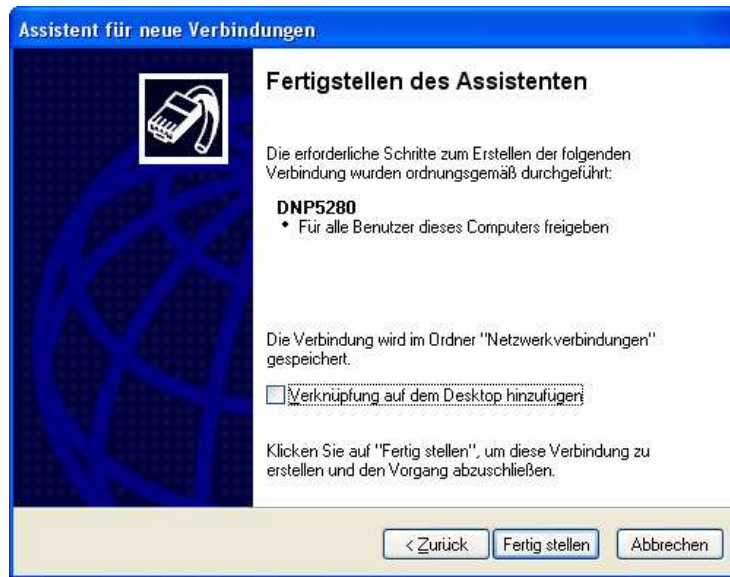 Assistent für neue Verbindungen
Fertigstellen des Assistenten
Die erforderliche Schritte zum Erstellen der folgenden
Verbindung wurden ordnungsgemäß durchgeführt:
DNP5280
• Für alle Benutzer dieses Computers freigeben
Die Verbindung wird im Ordner "Netzwerkverbindungen"
gespeichert.
Verknüpfung auf dem Desktop hinzufügen
Klicken Sie auf "Fertig stellen", um diese Verbindung zu
erstellen und den Vorgang abzuschließen.
< Zurück Fertig stellen Abbrechen